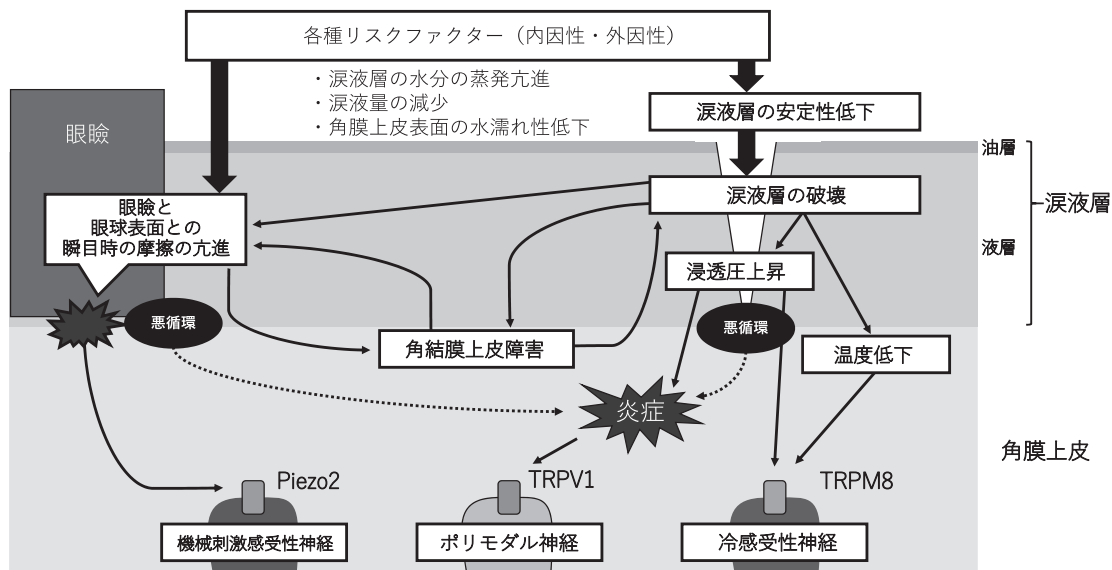 各種リスクファクター（内因性・外因性）
・涙液層の水分の蒸発亢進
・涙液量の減少
・角膜上皮表面の水濡れ性低下
涙液層の安定性低下
眼瞼
油層
涙液層の破壊
涙液層
眼瞼と
眼球表面との
瞬目時の摩擦の亢進
液層
浸透圧上昇
悪循環
悪循環
角結膜上皮障害
温度低下
炎症
角膜上皮
Piezo2
TRPV1
TRPM8
機械刺激感受性神経
ポリモダル神経
冷感受性神経